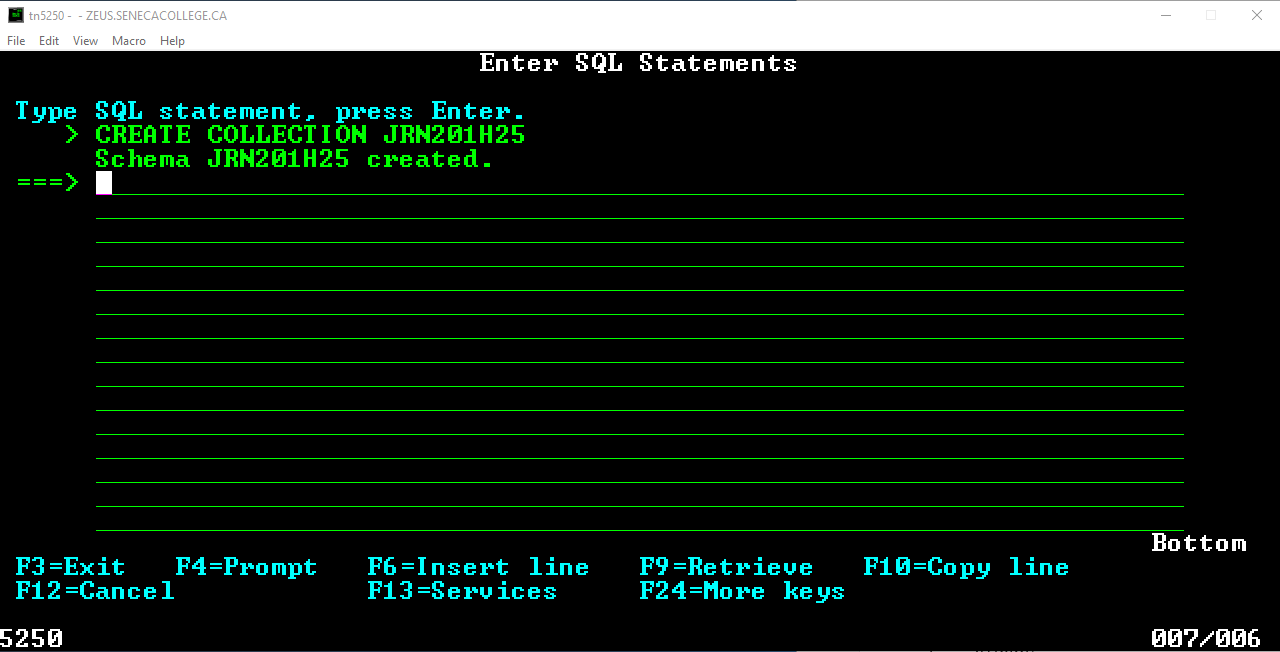 tn5250 - - ZEUS.SENECACOLLEGE.CA
File Edit View Macro Help
Enter SQL Statements
Type SQL statement, press Enter.
> CREATE COLLECTION JRN201H25
Schema JRN201H25 created.
===>
Bottom
F3=Exit F4=Prompt F6=Insert line F9=Retrieve F10=Copy line
F12=Cancel F13=Services F24=More keys
5250 007/006